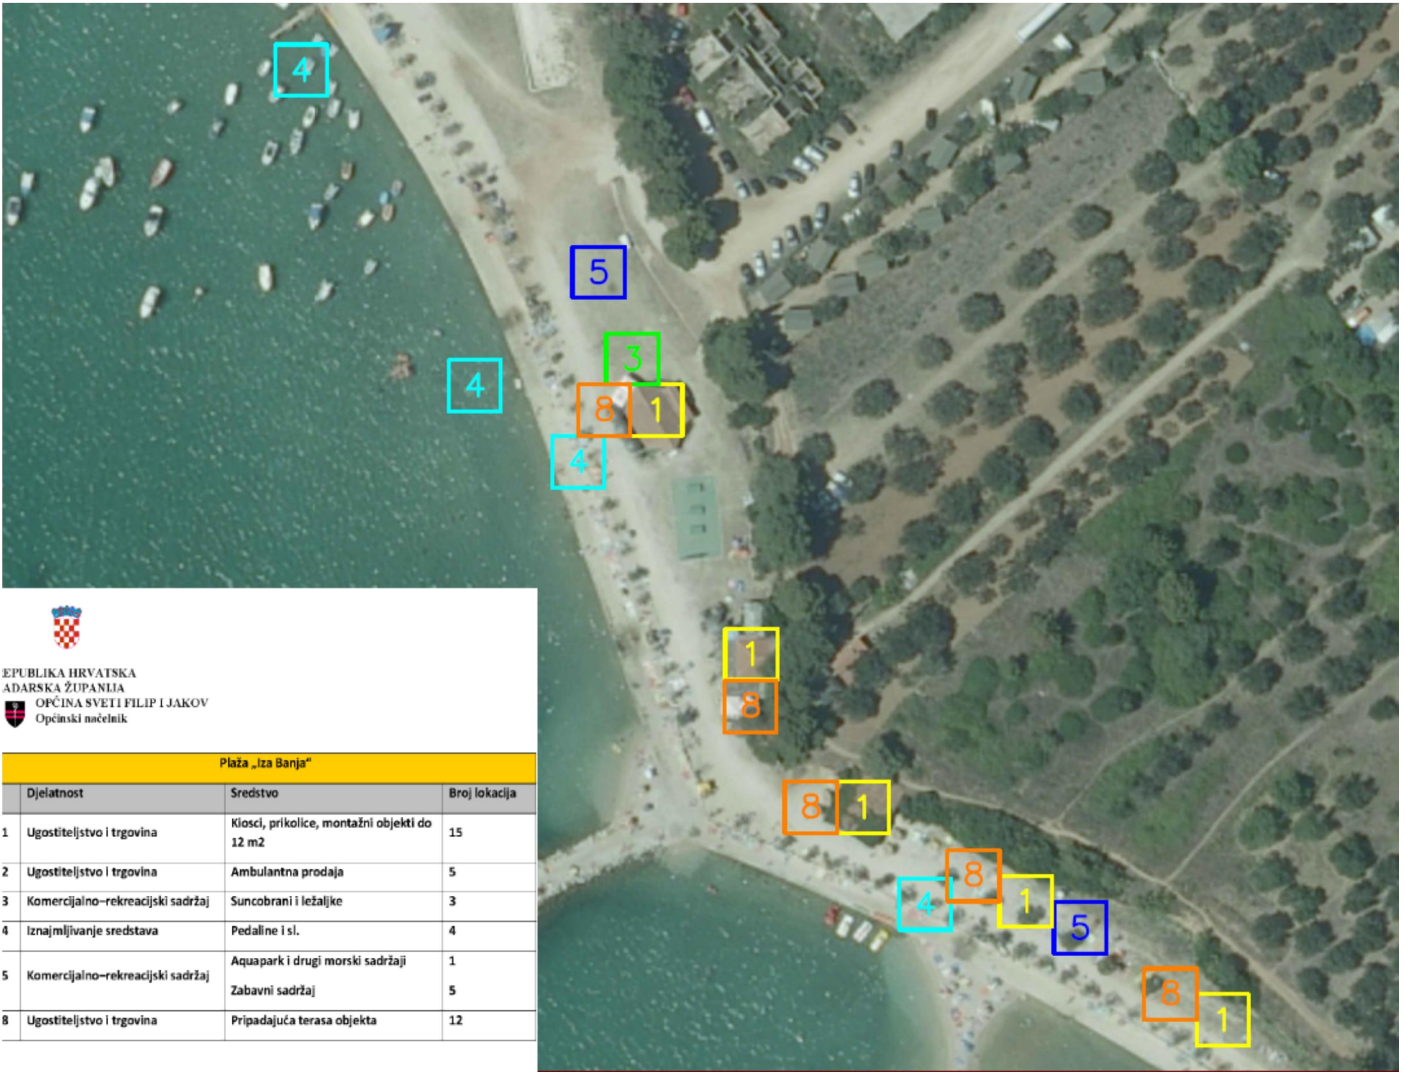 4
5
3
4
8 1
4
1
8
8 1
8
4 1
5
8
1
EPUBLIKA HRVATSKA
ADARSKA ŽUPANIJA
OPĆINA SVETI FILIP I JAKOV
Općinski načelnik
Plaža „Iza Banja“
Djelatnost Sredstvo Broj lokacija
1 Ugostiteljstvo i trgovina Kiosci, prikolice, montažni objekti do 12 m2 15
2 Ugostiteljstvo i trgovina Ambulantna prodaja 5
3 Komercijalno–rekreacijski sadržaj Suncobrani i ležaljke 3
4 Iznajmljivanje sredstava Pedaline i sl. 4
5 Komercijalno–rekreacijski sadržaj Aquapark i drugi morski sadržaji 1
Zabavni sadržaj 5
8 Ugostiteljstvo i trgovina Pripadajuća terasa objekta 12